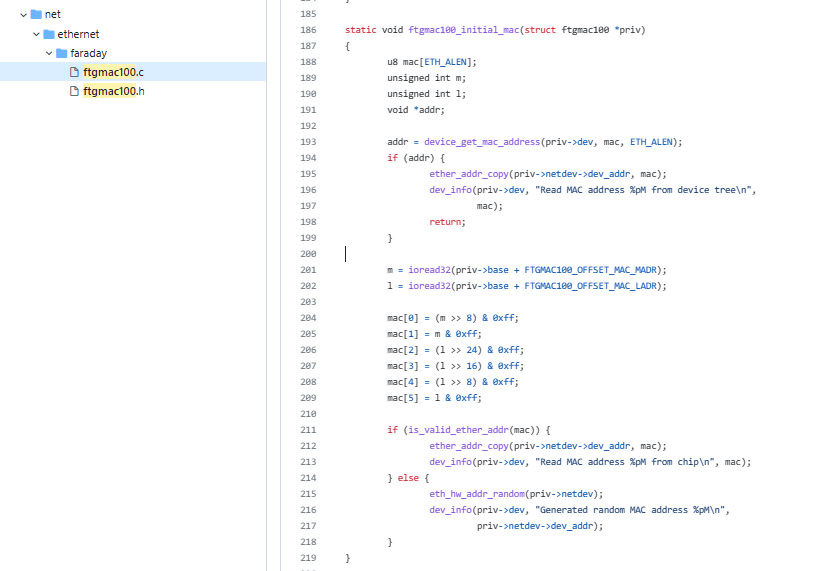 net
ethernet
faraday
ftgmac100.c
ftgmac100.h
185
186 static void ftgmac100_initial_mac(struct ftgmac100 *priv)
187 {
188 u8 mac[ETH_ALEN];
189 unsigned int m;
190 unsigned int l;
191 void *addr;
192
193 addr = device_get_mac_address(priv->dev, mac, ETH_ALEN);
194 if (addr) {
195 ether_addr_copy(priv->netdev->dev_addr, mac);
196 dev_info(priv->dev, "Read MAC address %pM from device tree\n",
197 mac);
198 return;
199 }
200
201 m = ioread32(priv->base + FTGMAC100_OFFSET_MAC_MADR);
202 l = ioread32(priv->base + FTGMAC100_OFFSET_MAC_LADR);
203
204 mac[0] = (m >> 8) & 0xff;
205 mac[1] = m & 0xff;
206 mac[2] = (l >> 24) & 0xff;
207 mac[3] = (l >> 16) & 0xff;
208 mac[4] = (l >> 8) & 0xff;
209 mac[5] = l & 0xff;
210
211 if (is_valid_ether_addr(mac)) {
212 ether_addr_copy(priv->netdev->dev_addr, mac);
213 dev_info(priv->dev, "Read MAC address %pM from chip\n", mac);
214 } else {
215 eth_hw_addr_random(priv->netdev);
216 dev_info(priv->dev, "Generated random MAC address %pM\n",
217 priv->netdev->dev_addr);
218 }
219 }